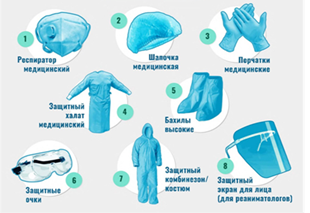 1
Респиратор
медицинский
2
Шапочка
медицинская
3
Перчатки
медицинские
Защитный
халат
медицинский
4
5
Бахилы
высокие
6
Защитные
очки
7
Защитный
комбинезон/
костюм
8
Защитный
экран для лица
(для реаниматологов)